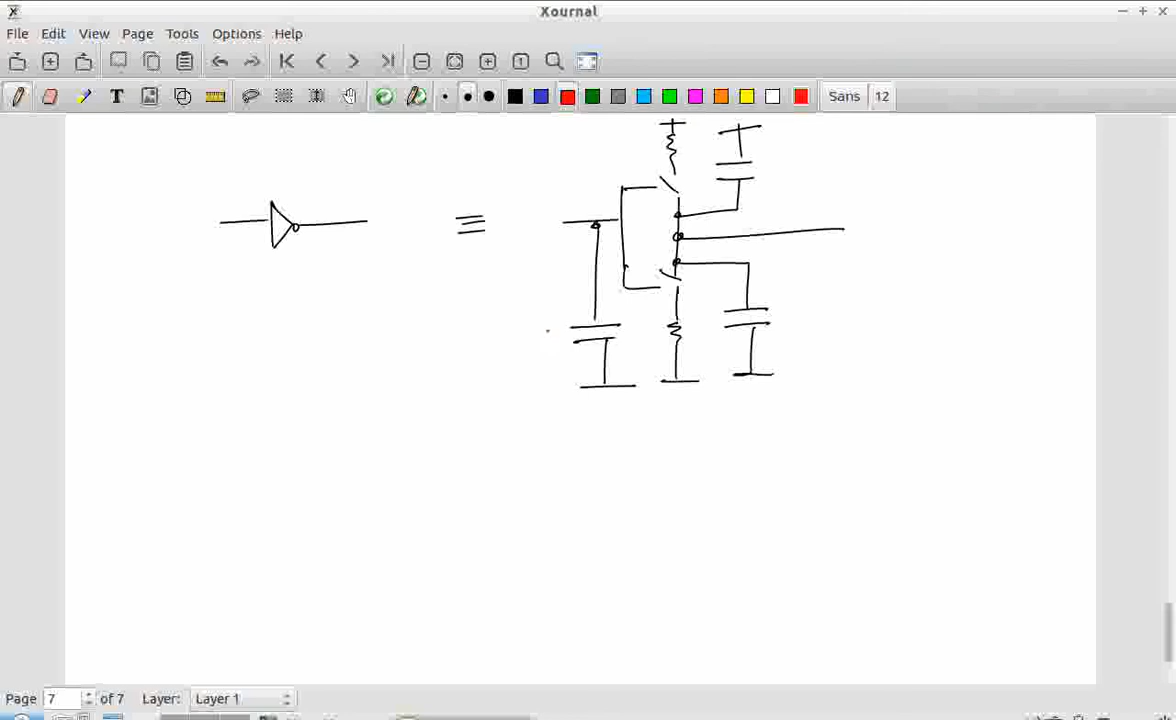 Xournal
File Edit View Page Tools Options Help
Sans 12
Page 7 of 7 Layer: Layer 1